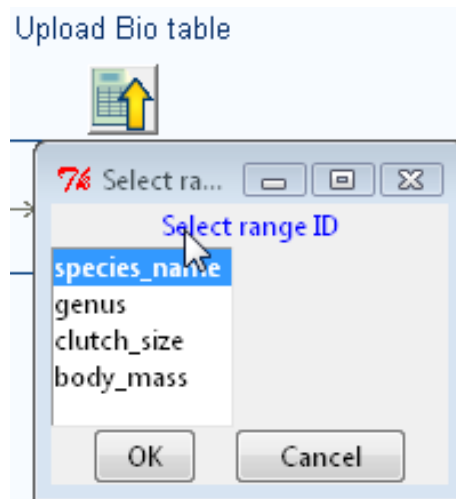 Upload Bio table
Select ra...
Select range ID
species_name
genus
clutch_size
body_mass
OK
Cancel